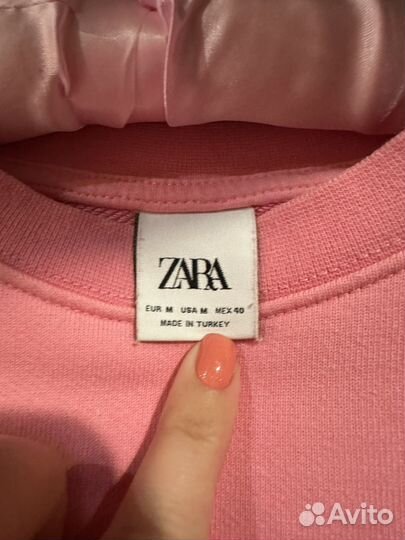 ZARA
EUR M USA M MEX 40
MADE IN TURKEY
Avito